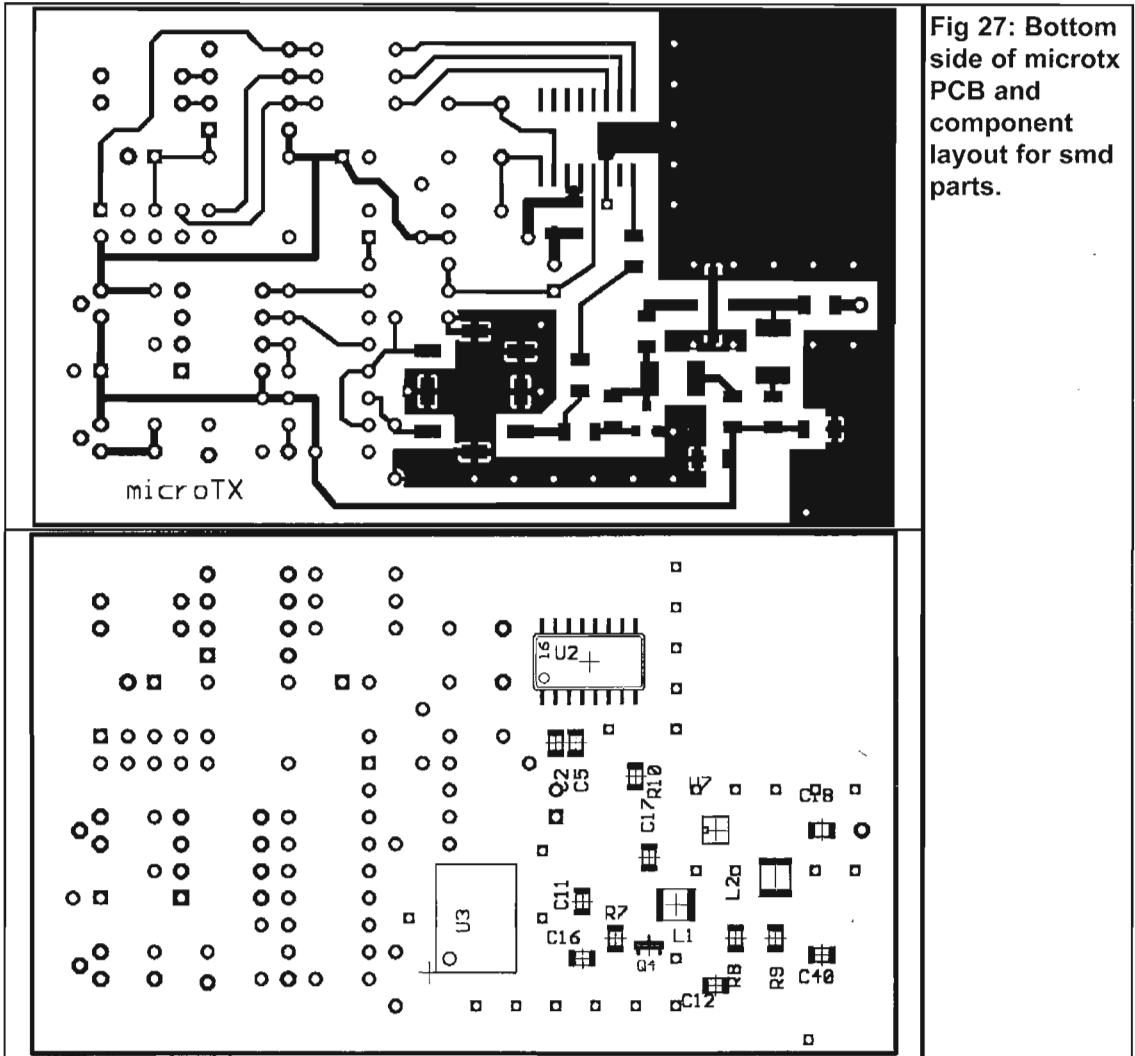 Fig 27: Bottom
side of microtx
PCB and
component
layout for smd
parts.
microTX
16
U2
C2
C5
R10
U7
C18
C17
L2
C11
U3
R7
L1
C16
Q4
R8
R9
C40
C12